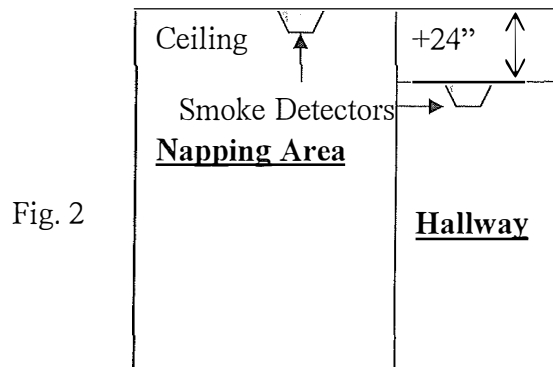 Ceiling
+24”
Smoke Detectors
Napping Area
Fig. 2
Hallway